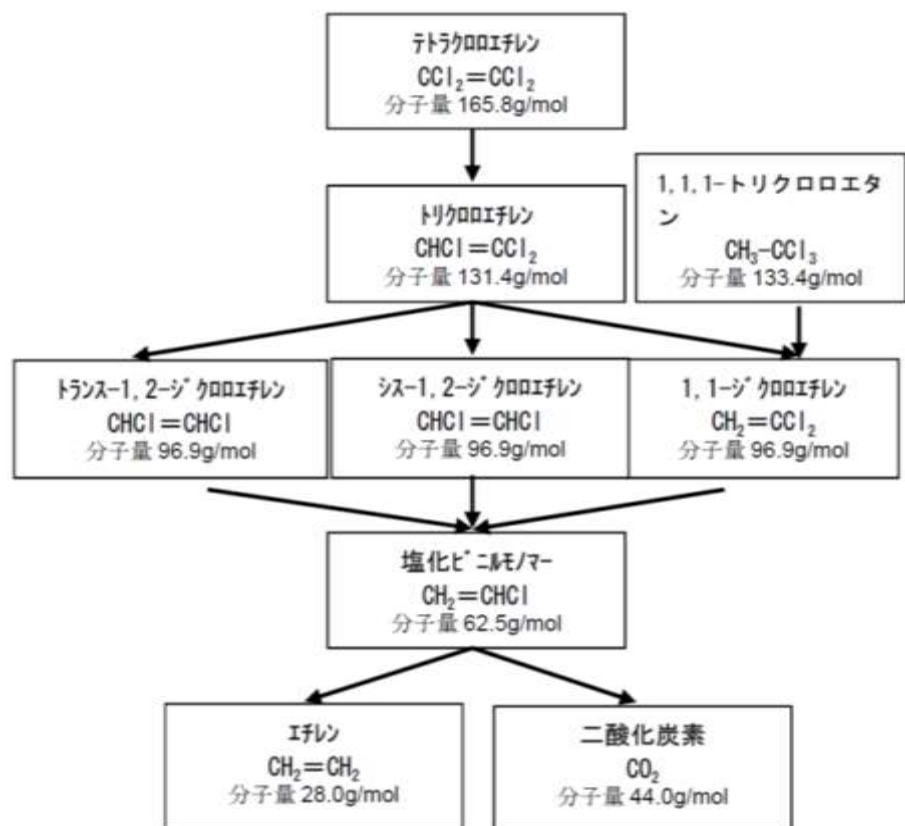 ﾃﾄﾗｸﾛﾛｴﾁﾚﾝ
CCl₂＝CCl₂
分子量 165.8g/mol
ﾄﾘｸﾛﾛｴﾁﾚﾝ
CHCl＝CCl₂
分子量 131.4g/mol
1,1,1-トリクロロエタ
ン
CH₃-CCl₃
分子量 133.4g/mol
ﾄﾗﾝｽ-1,2-ｼﾞｸﾛﾛｴﾁﾚﾝ
CHCl＝CHCl
分子量 96.9g/mol
ｼｽ-1,2-ｼﾞｸﾛﾛｴﾁﾚﾝ
CHCl＝CHCl
分子量 96.9g/mol
1,1-ｼﾞｸﾛﾛｴﾁﾚﾝ
CH₂＝CCl₂
分子量 96.9g/mol
塩化ﾋﾞﾆﾙﾓﾉﾏｰ
CH₂＝CHCl
分子量 62.5g/mol
ｴﾁﾚﾝ
CH₂＝CH₂
分子量 28.0g/mol
二酸化炭素
CO₂
分子量 44.0g/mol